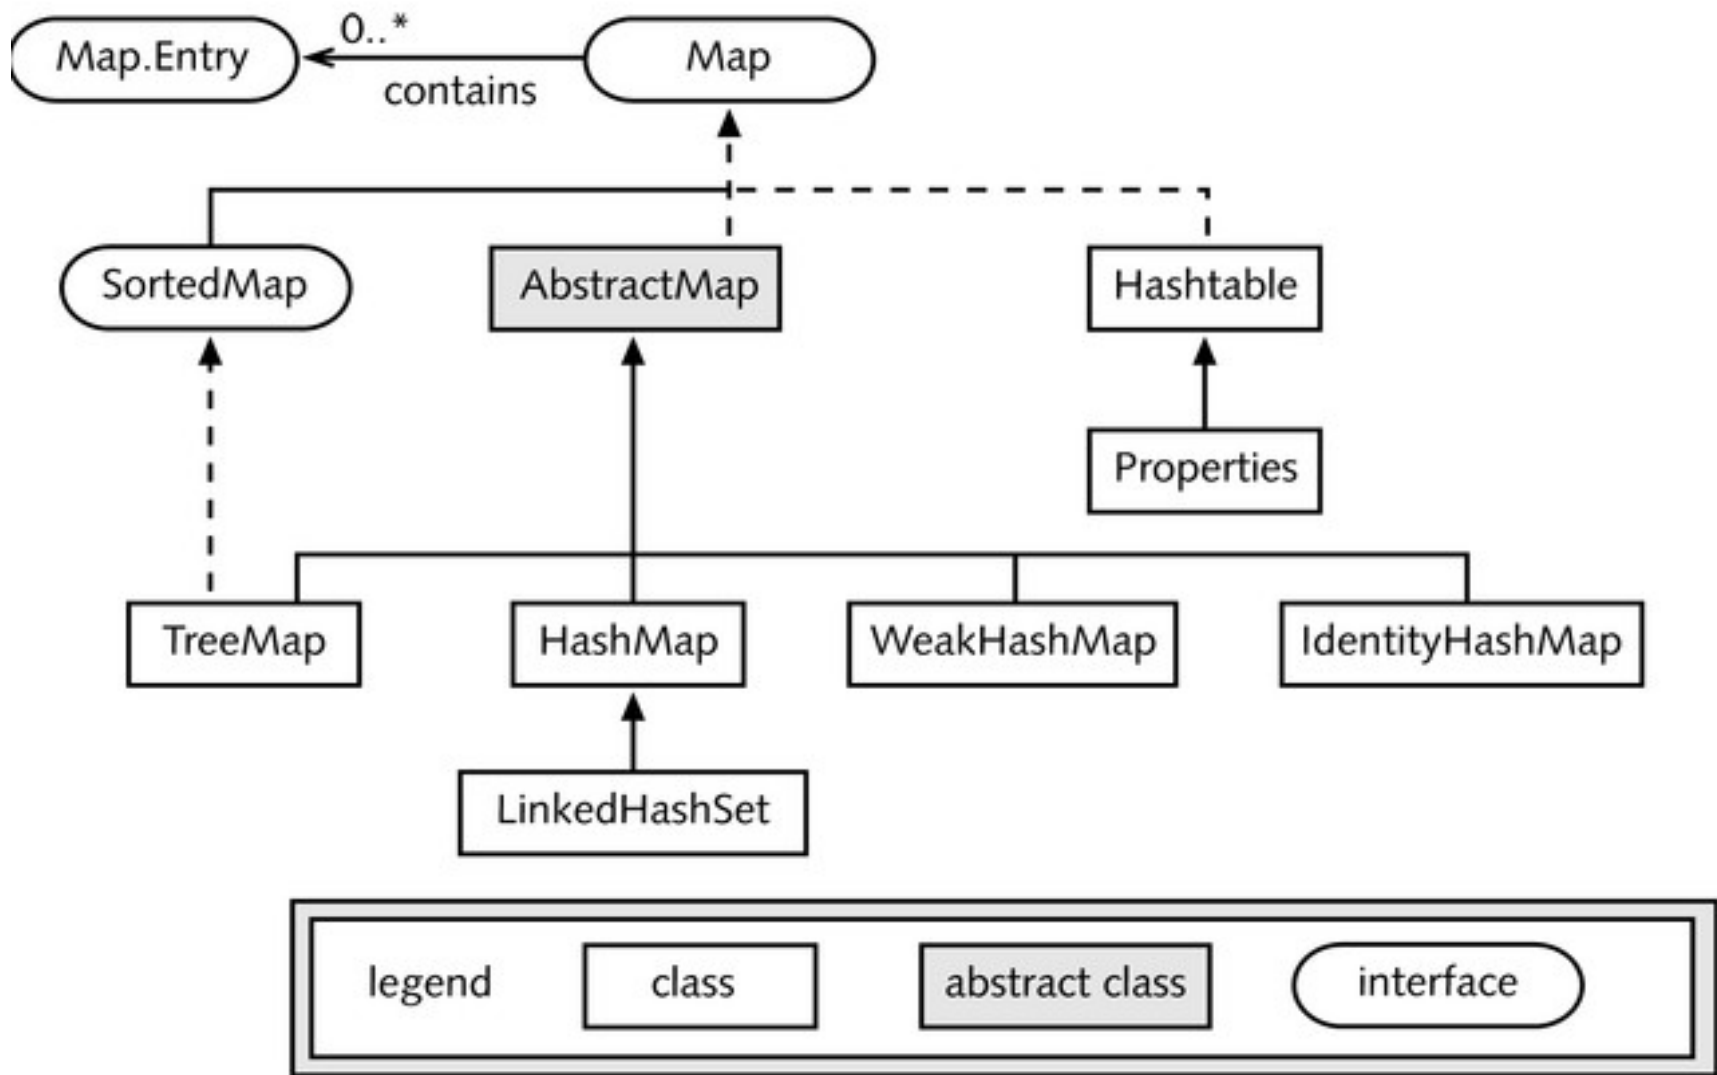 Map.Entry
0..*
contains
Map
SortedMap
AbstractMap
Hashtable
Properties
TreeMap
HashMap
WeakHashMap
IdentityHashMap
LinkedHashSet
legend
class
abstract class
interface